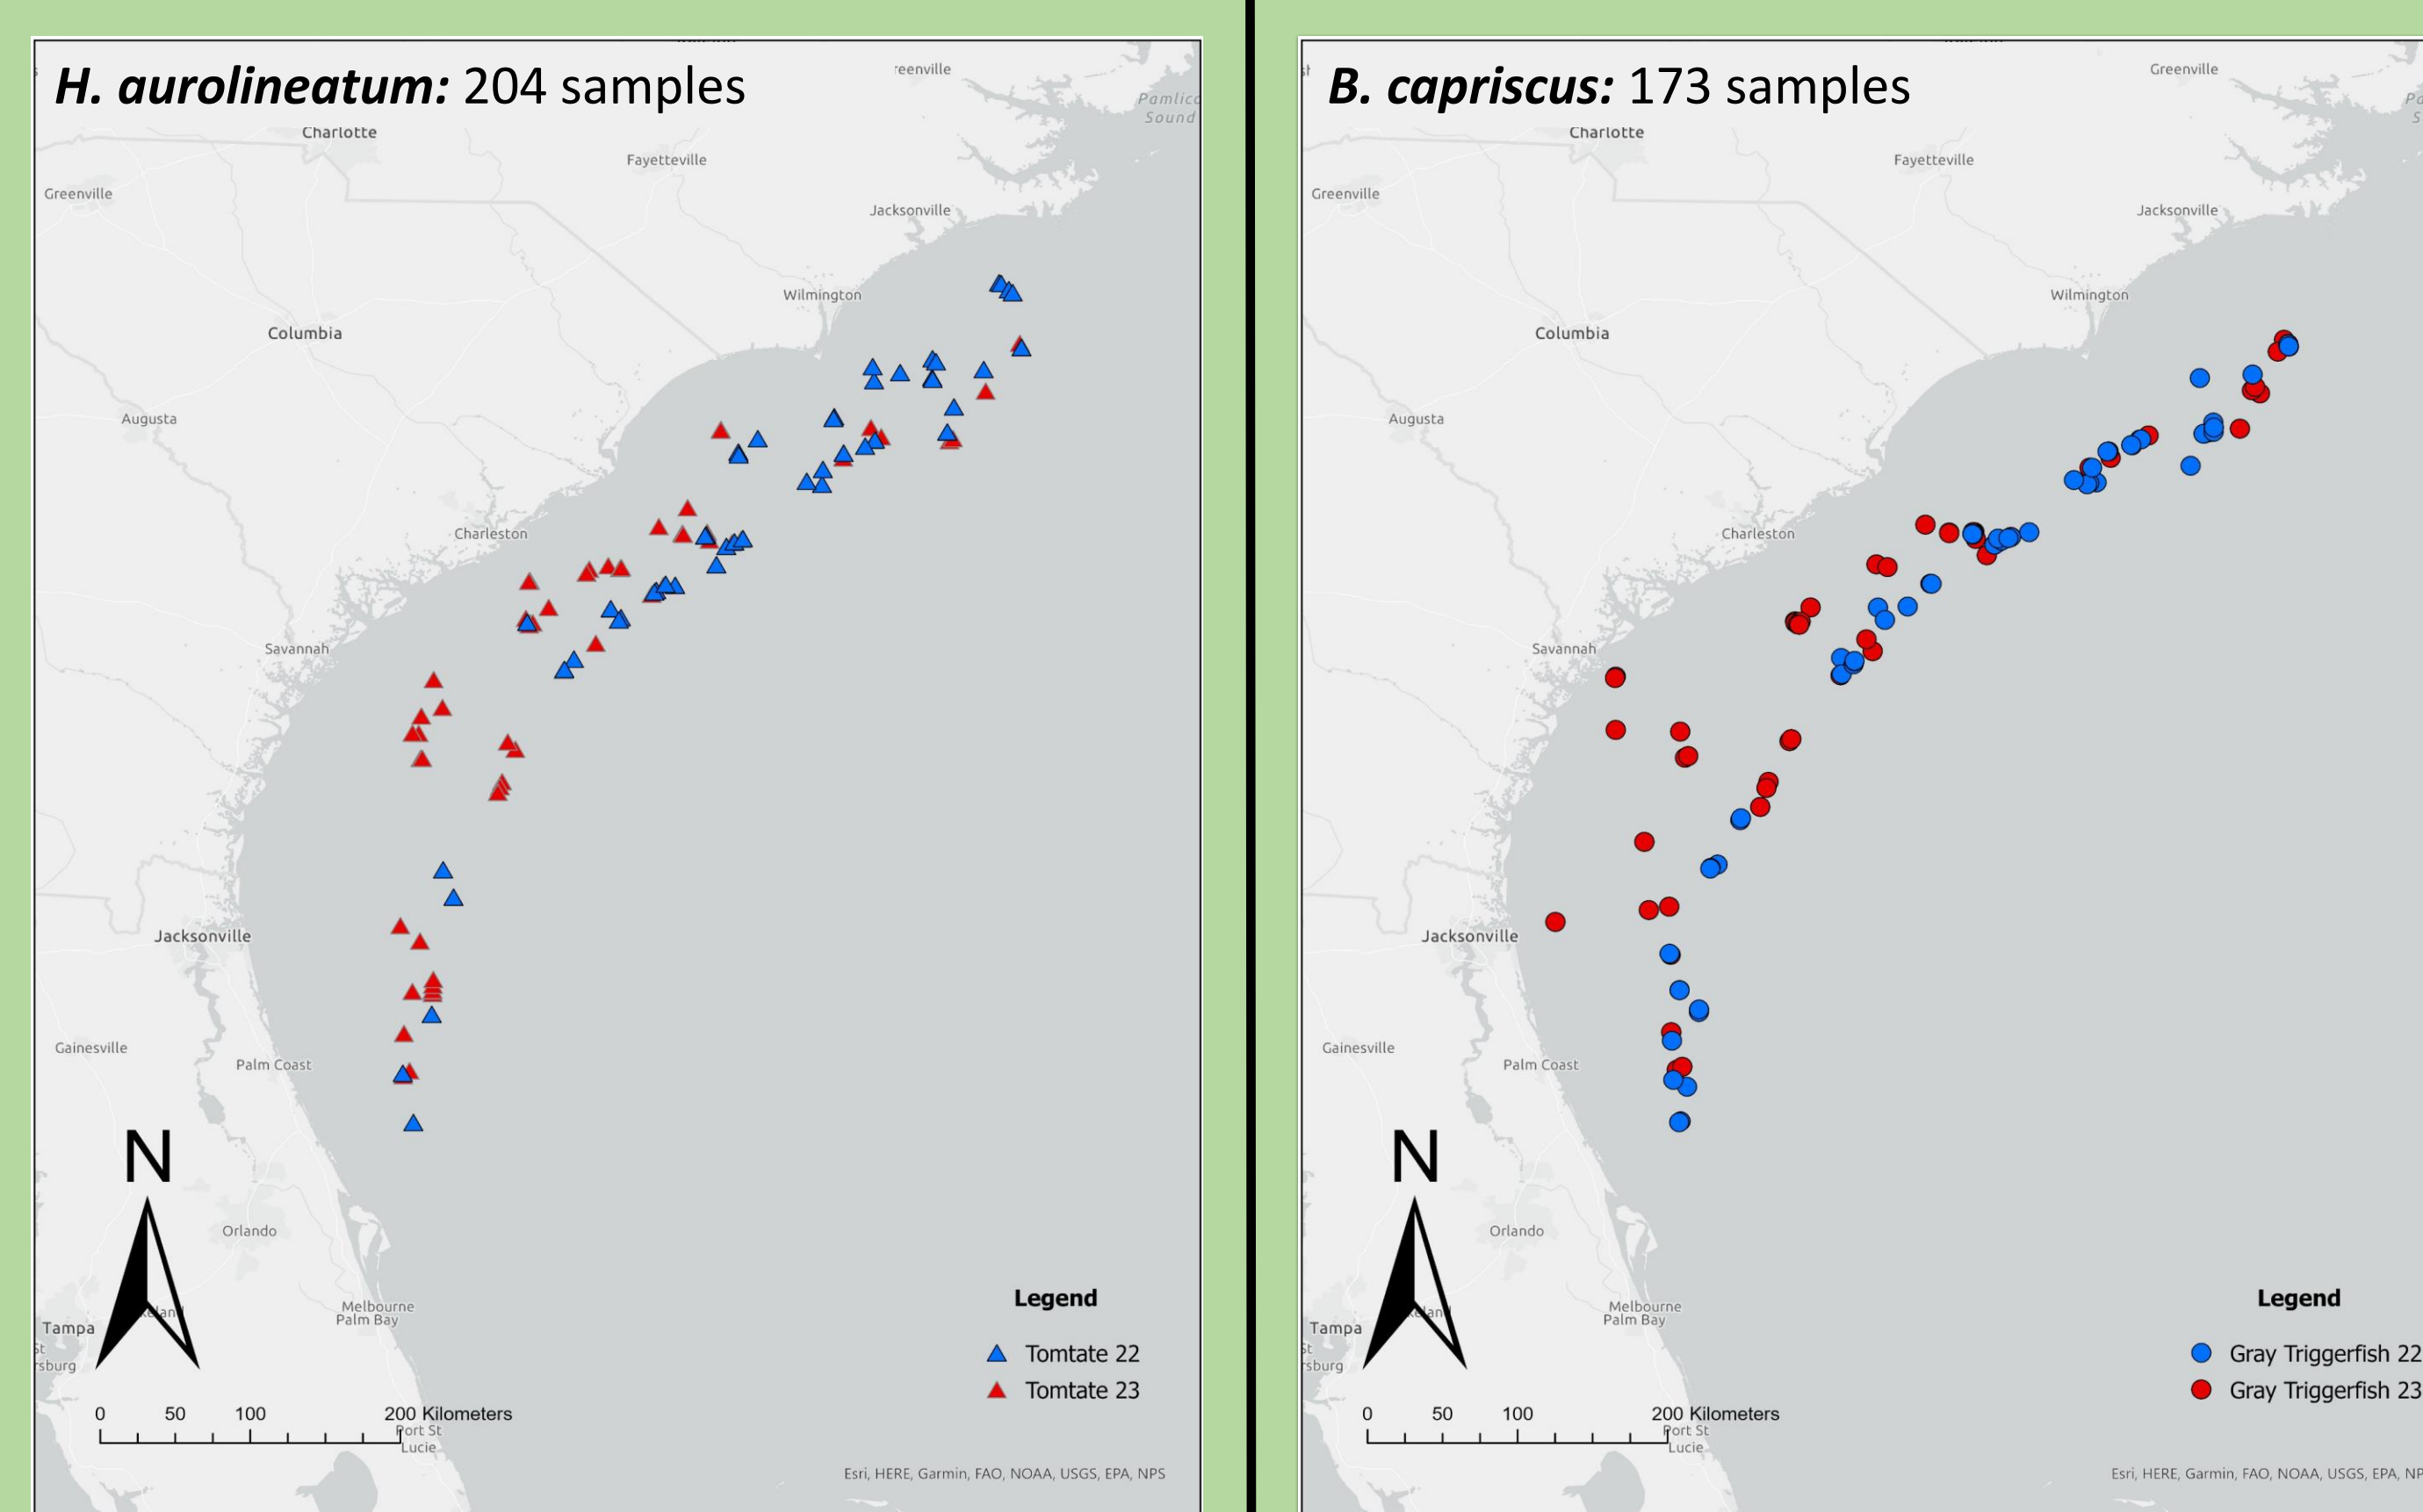 H. aurolineatum: 204 samples
reenville
Pamlico
Sound
Charlotte
Fayetteville
Greenville
Jacksonville
Wilmington
Columbia
Augusta
Charleston
Savannah
Jacksonville
Gainesville
Palm Coast
N
Orlando
Legend
Melbourne
Palm Bay
Tampa
St
rsburg
Tomtate 22
Tomtate 23
0 50 100 200 Kilometers
Port St
Lucie
Esri, HERE, Garmin, FAO, NOAA, USGS, EPA, NPS
B. capriscus: 173 samples
Greenville
Charlotte
Fayetteville
Greenville
Jacksonville
Wilmington
Columbia
Augusta
Charleston
Savannah
Jacksonville
Gainesville
Palm Coast
N
Orlando
Legend
Melbourne
Palm Bay
Tampa
St
rsburg
Gray Triggerfish 22
Gray Triggerfish 23
0 50 100 200 Kilometers
Port St
Lucie
Esri, HERE, Garmin, FAO, NOAA, USGS, EPA, NP